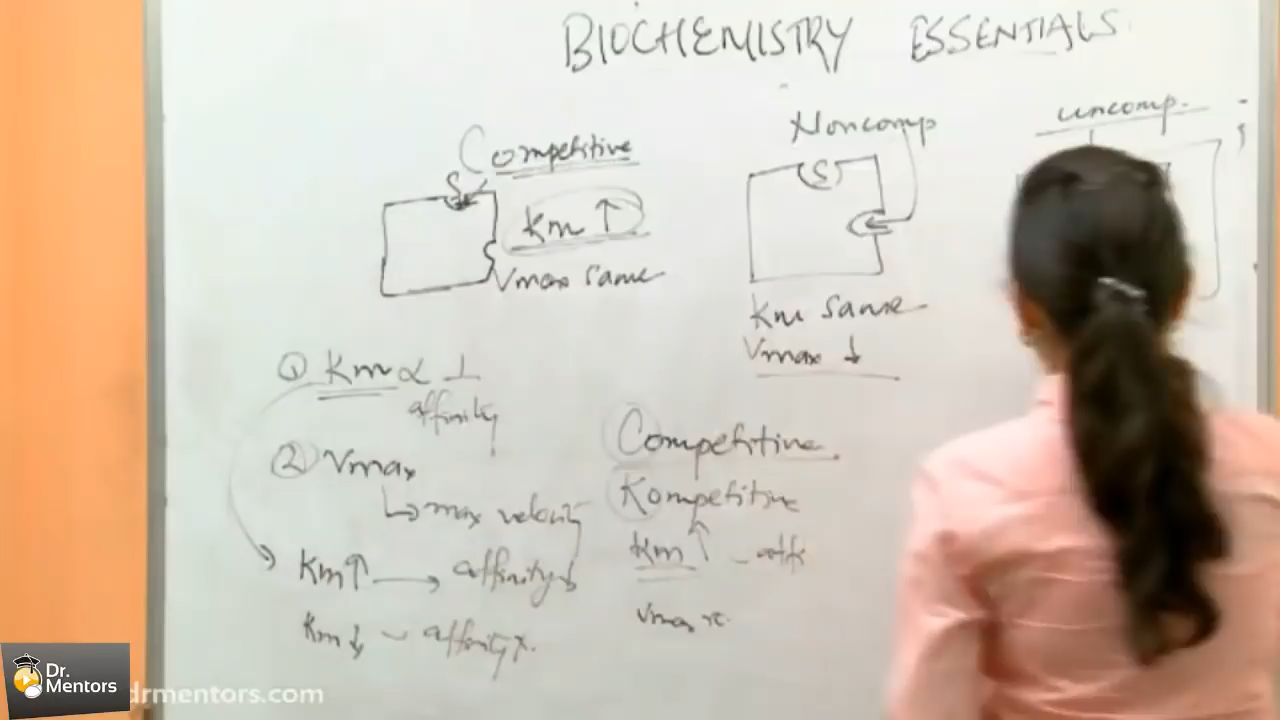 BIOCHEMISTRY ESSENTIALS
Competitive
S
Km ↑
Vmax same
Noncomp
S
Km same
Vmax ↓
uncomp.
① Km ∝ 1
affinity
② Vmax
↳ max velocity
Km↑ → affinity↓
Km↓ – affinity
Competitive
Kompetitive
Km ↑
Vmax
Dr.
Mentors
drmentors.com